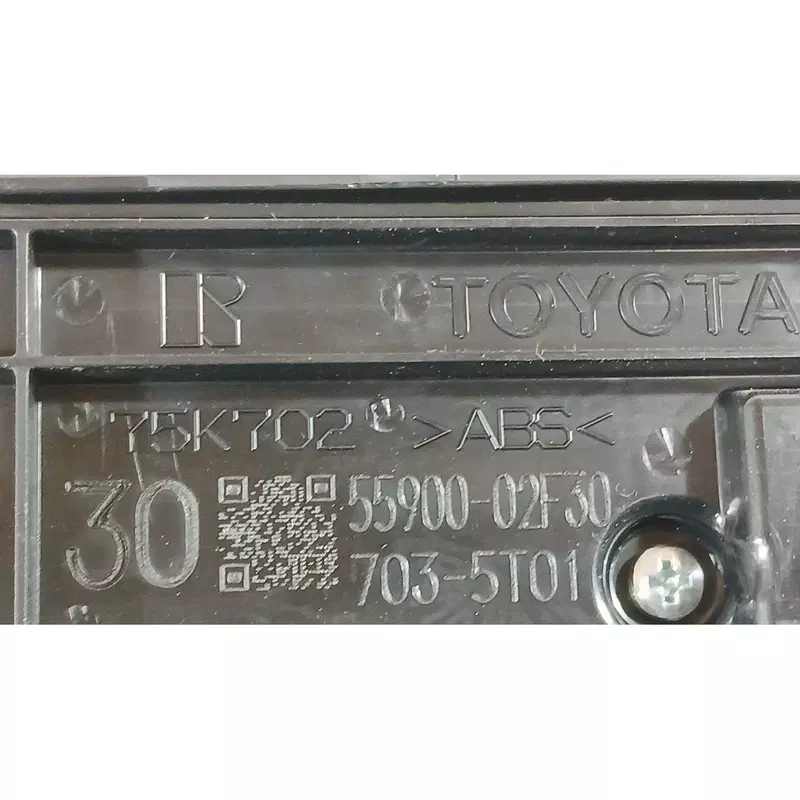 R TOYOTA
75K702 >ABS<
30 55900-02F30
703-5T01